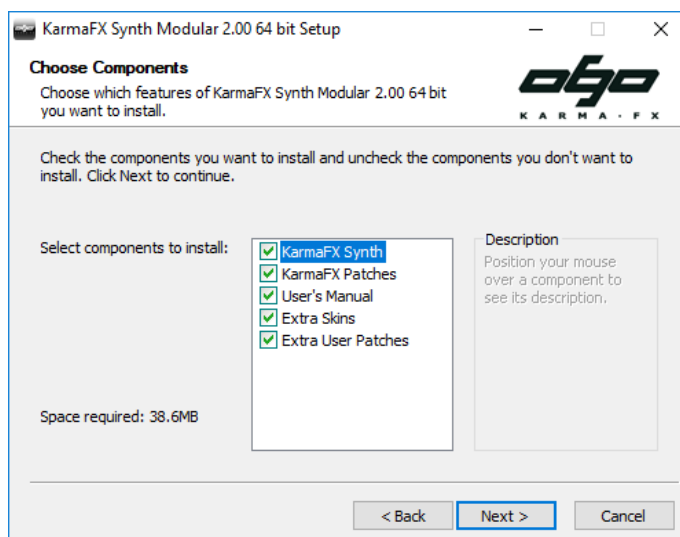 KarmaFX Synth Modular 2.00 64 bit Setup
Choose Components
Choose which features of KarmaFX Synth Modular 2.00 64 bit
you want to install.
KARMA·FX
Check the components you want to install and uncheck the components you don't want to
install. Click Next to continue.
Select components to install:
KarmaFX Synth
KarmaFX Patches
User's Manual
Extra Skins
Extra User Patches
Description
Position your mouse
over a component to
see its description.
Space required: 38.6MB
< Back
Next >
Cancel